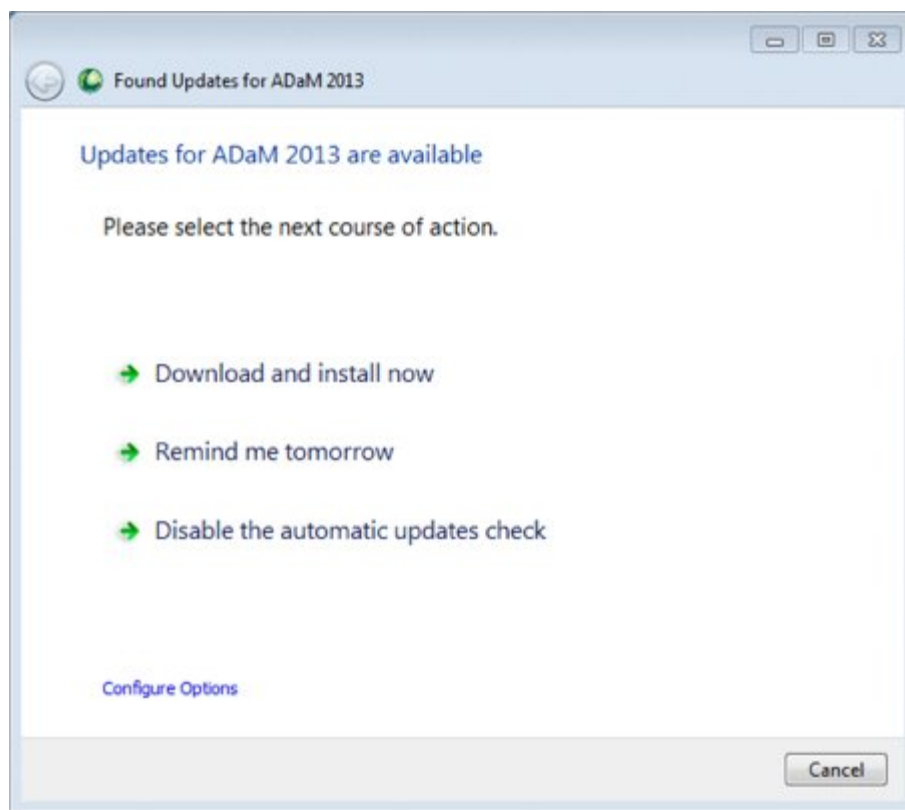 Found Updates for ADaM 2013
Updates for ADaM 2013 are available
Please select the next course of action.
Download and install now
Remind me tomorrow
Disable the automatic updates check
Configure Options
Cancel